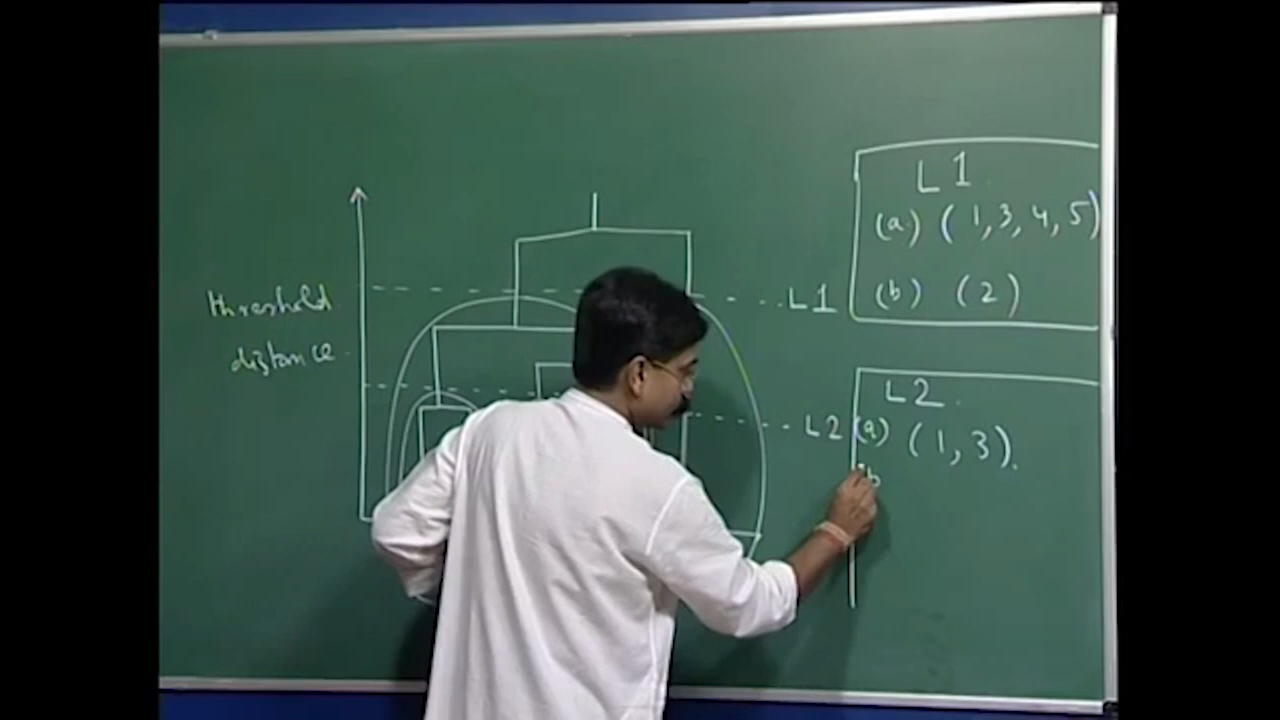 threshold
distance
L1
L2
L1
(a) (1,3,4,5)
(b) (2)
L2
(a) (1,3).
(b